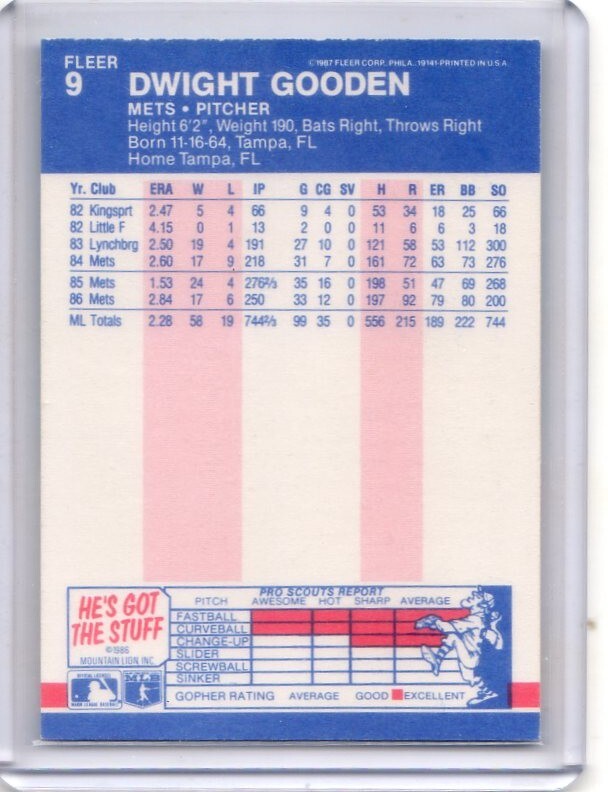 FLEER
©1987 FLEER CORP., PHILA., 19141-PRINTED IN U.S.A.
9 DWIGHT GOODEN
METS • PITCHER
Height 6'2", Weight 190, Bats Right, Throws Right
Born 11-16-64, Tampa, FL
Home Tampa, FL
Yr. Club ERA W L IP G CG SV H R ER BB SO
82 Kingsprt 2.47 5 4 66 9 4 0 53 34 18 25 66
82 Little F 4.15 0 1 13 2 0 0 11 6 6 3 18
83 Lynchbrg 2.50 19 4 191 27 10 0 121 58 53 112 300
84 Mets 2.60 17 9 218 31 7 0 161 72 63 73 276
85 Mets 1.53 24 4 276⅔ 35 16 0 198 51 47 69 268
86 Mets 2.84 17 6 250 33 12 0 197 92 79 80 200
ML Totals 2.28 58 19 744⅔ 99 35 0 556 215 189 222 744
HE'S GOT
THE STUFF
©1986
MOUNTAIN LION, INC.
PRO SCOUTS REPORT
PITCH AWESOME HOT SHARP AVERAGE
FASTBALL
CURVEBALL
CHANGE-UP
SLIDER
SCREWBALL
SINKER
GOPHER RATING AVERAGE GOOD EXCELLENT
OFFICIAL LICENSEE
MAJOR LEAGUE BASEBALL
MLB